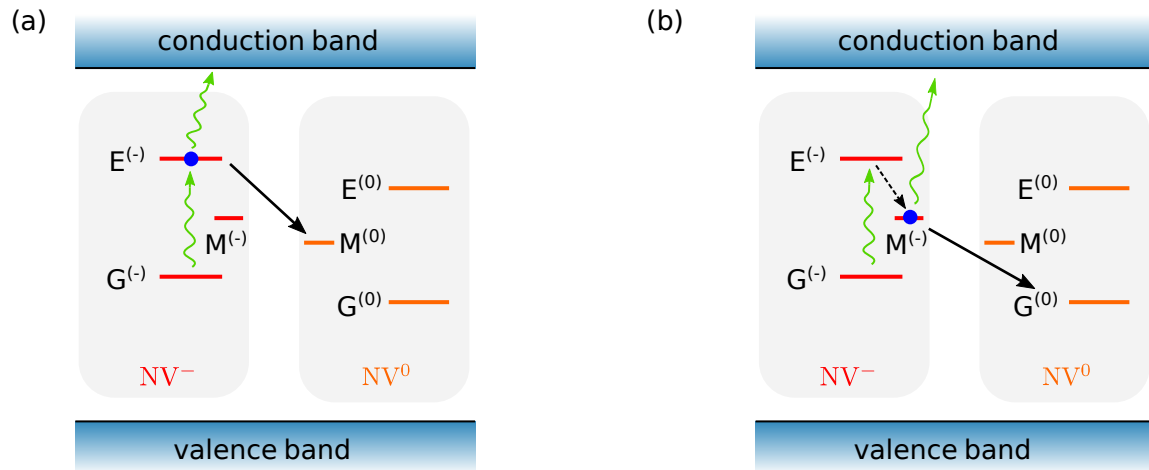 (a)
conduction band
E(-)
M(-)
G(-)
E(0)
M(0)
G(0)
NV−
NV0
valence band
(b)
conduction band
E(-)
M(-)
G(-)
E(0)
M(0)
G(0)
NV−
NV0
valence band